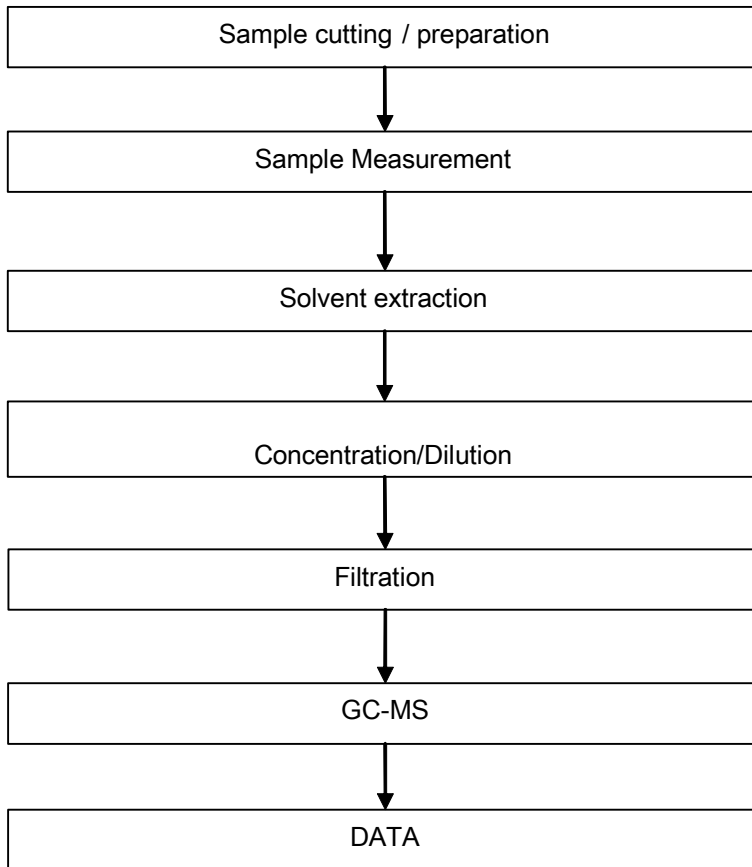 Sample cutting / preparation
Sample Measurement
Solvent extraction
Concentration/Dilution
Filtration
GC-MS
DATA